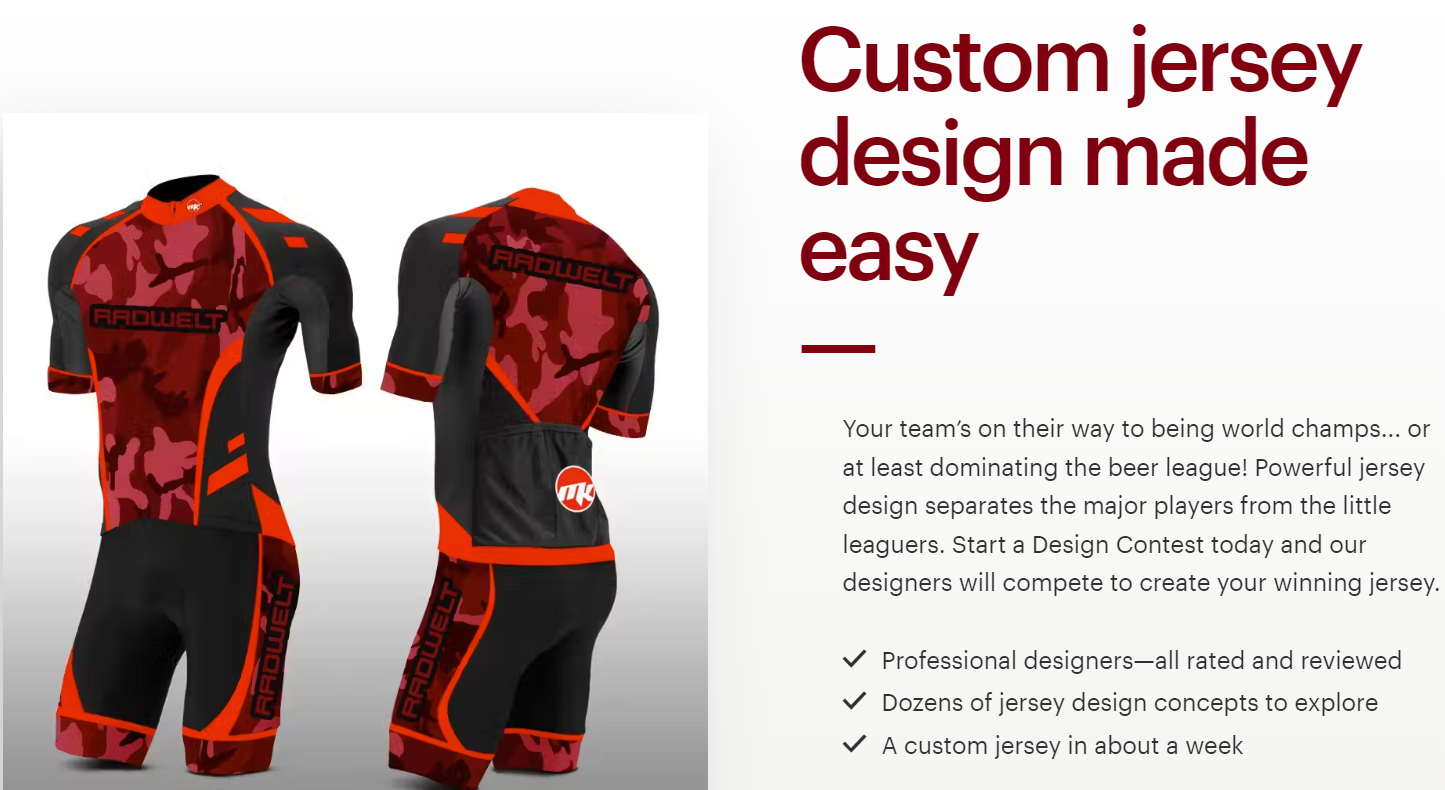 Custom jersey
design made
easy
mk
RADWELT
RADWELT
RADWELT
mk
RADWELT
Your team's on their way to being world champs... or
at least dominating the beer league! Powerful jersey
design separates the major players from the little
leaguers. Start a Design Contest today and our
designers will compete to create your winning jersey.
Professional designers—all rated and reviewed
Dozens of jersey design concepts to explore
A custom jersey in about a week